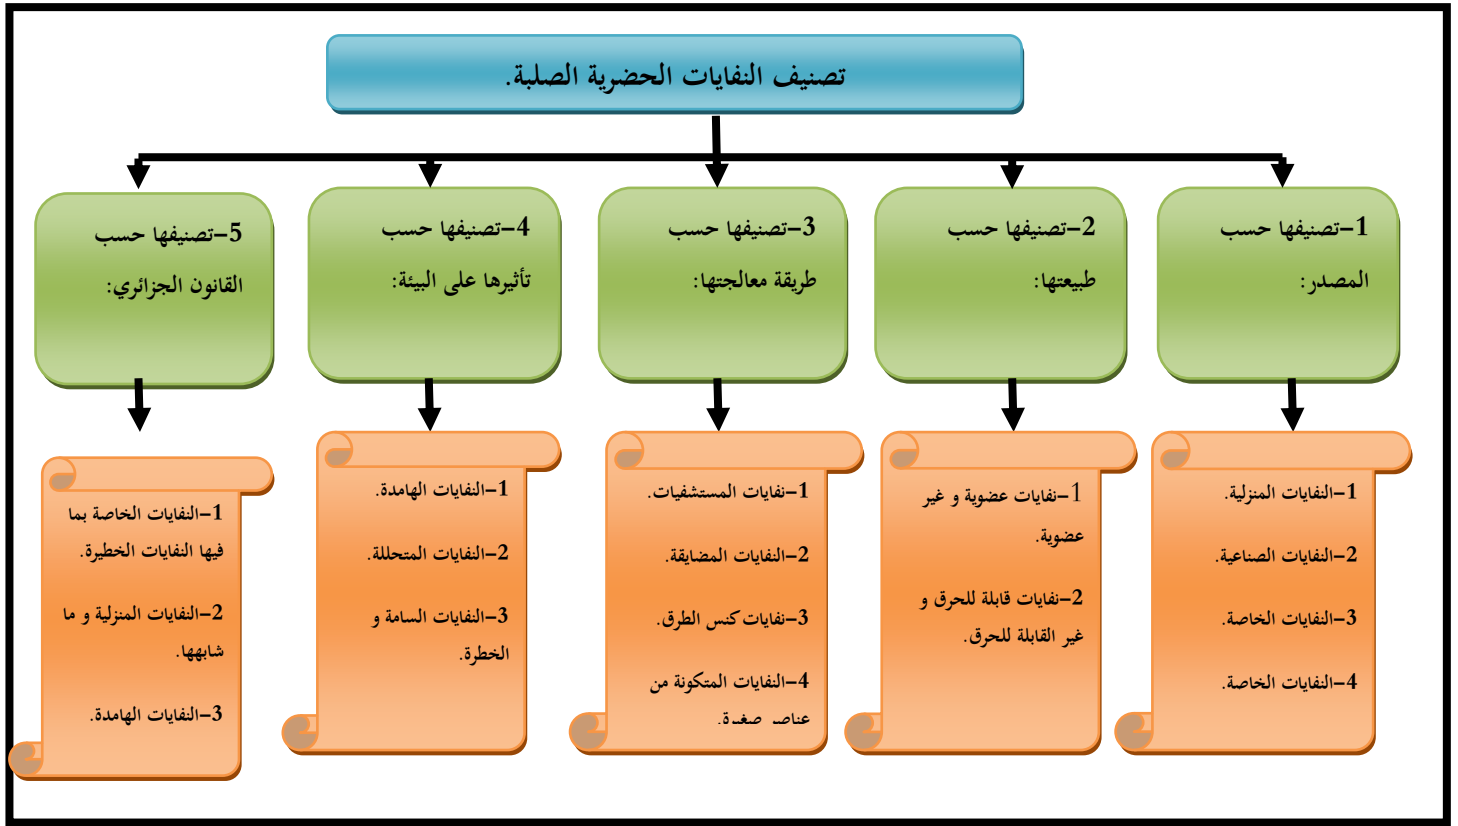 تصنيف النفايات الحضرية الصلبة.
1–تصنيفها حسب
المصدر:
2–تصنيفها حسب
طبيعتها:
3–تصنيفها حسب
طريقة معالجتها:
4–تصنيفها حسب
تأثيرها على البيئة:
5–تصنيفها حسب
القانون الجزائري:
1–النفايات المنزلية.
2–النفايات الصناعية.
3–النفايات الخاصة.
4–النفايات الخاصة.
1–نفايات عضوية و غير
عضوية.
2–نفايات قابلة للحرق و
غير القابلة للحرق.
1–نفايات المستشفيات.
2–النفايات المضايقة.
3–نفايات كنس الطرق.
4–النفايات المتكونة من
عناصر صغيرة.
1–النفايات الهامدة.
2–النفايات المتحللة.
3–النفايات السامة و
الخطرة.
1–النفايات الخاصة بما
فيها النفايات الخطيرة.
2–النفايات المنزلية و ما
شابهها.
3–النفايات الهامدة.